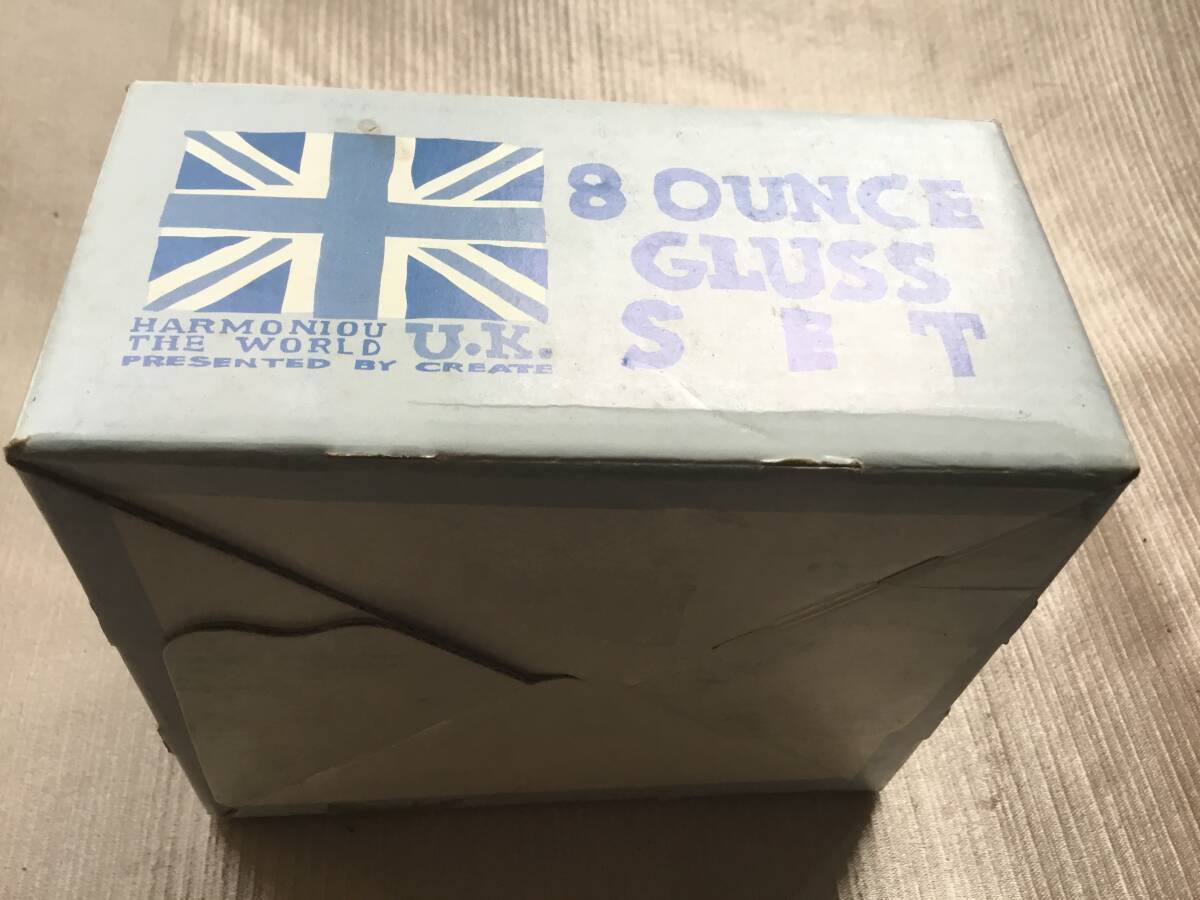 8 OUNCE
GLUSS
SET
HARMONIOU
THE WORLD U.K.
PRESENTED BY CREATE